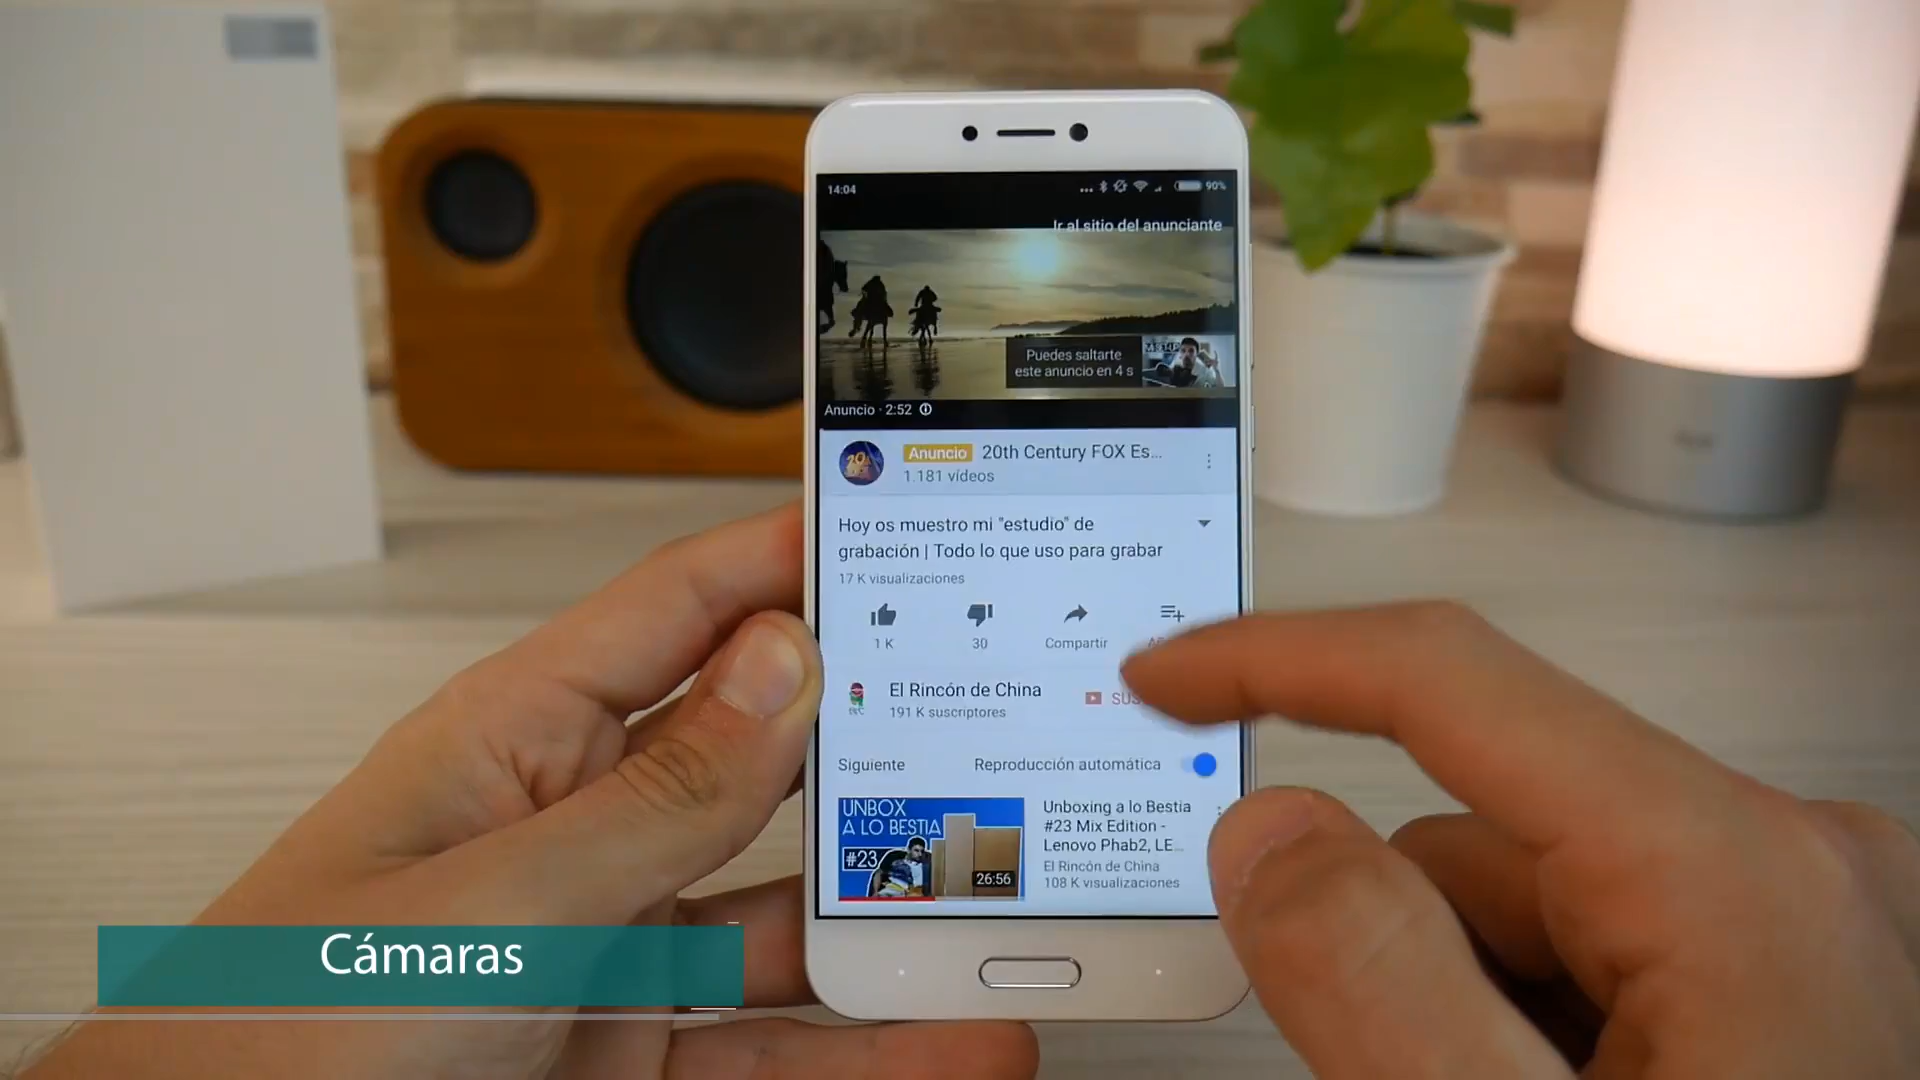 14:04
90%
Ir al sitio del anunciante
Puedes saltarte
este anuncio en 4 s
Anuncio · 2:52
Anuncio 20th Century FOX Es...
1.181 vídeos
Hoy os muestro mi "estudio" de
grabación | Todo lo que uso para grabar
17 K visualizaciones
1 K
30
Compartir
El Rincón de China
191 K suscriptores
Siguiente
Reproducción automática
UNBOX
A LO BESTIA
#23
26:56
Unboxing a lo Bestia
#23 Mix Edition -
Lenovo Phab2, LE...
El Rincón de China
108 K visualizaciones
Cámaras